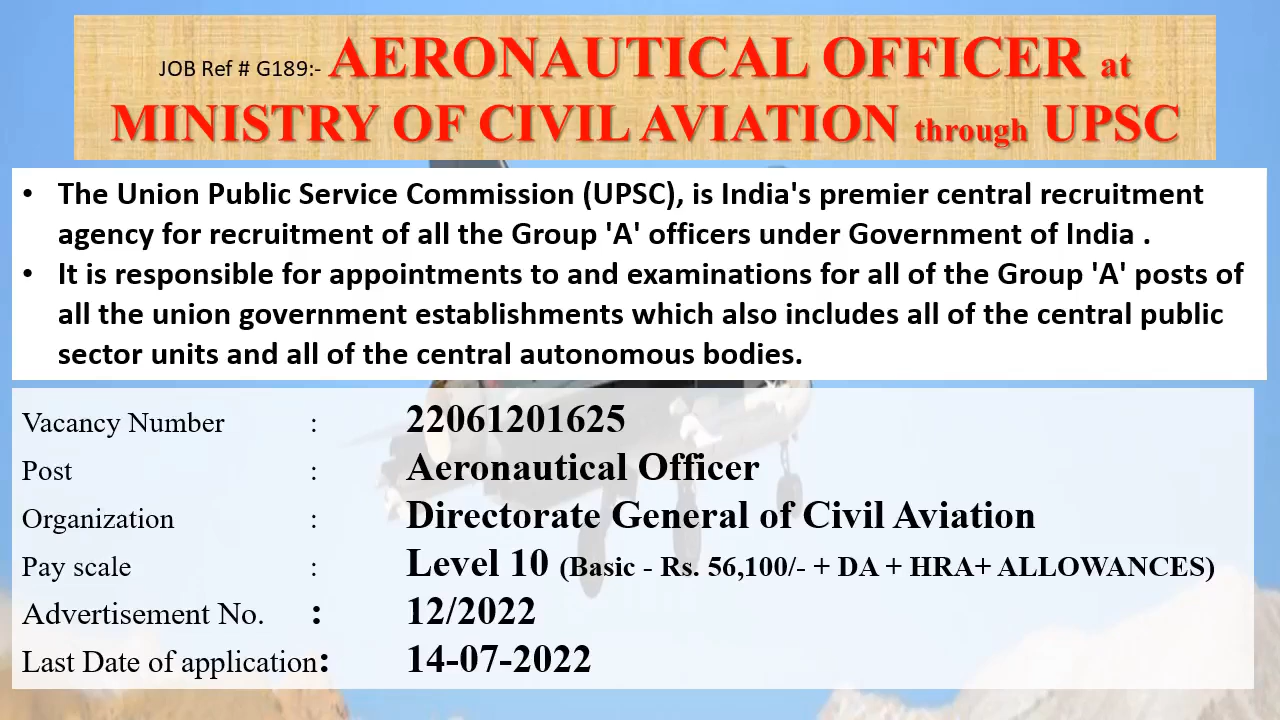 JOB Ref # G189:- AERONAUTICAL OFFICER at
MINISTRY OF CIVIL AVIATION through UPSC
• The Union Public Service Commission (UPSC), is India's premier central recruitment
agency for recruitment of all the Group 'A' officers under Government of India .
• It is responsible for appointments to and examinations for all of the Group 'A' posts of
all the union government establishments which also includes all of the central public
sector units and all of the central autonomous bodies.
Vacancy Number : 22061201625
Post : Aeronautical Officer
Organization : Directorate General of Civil Aviation
Pay scale : Level 10 (Basic - Rs. 56,100/- + DA + HRA+ ALLOWANCES)
Advertisement No. : 12/2022
Last Date of application: 14-07-2022